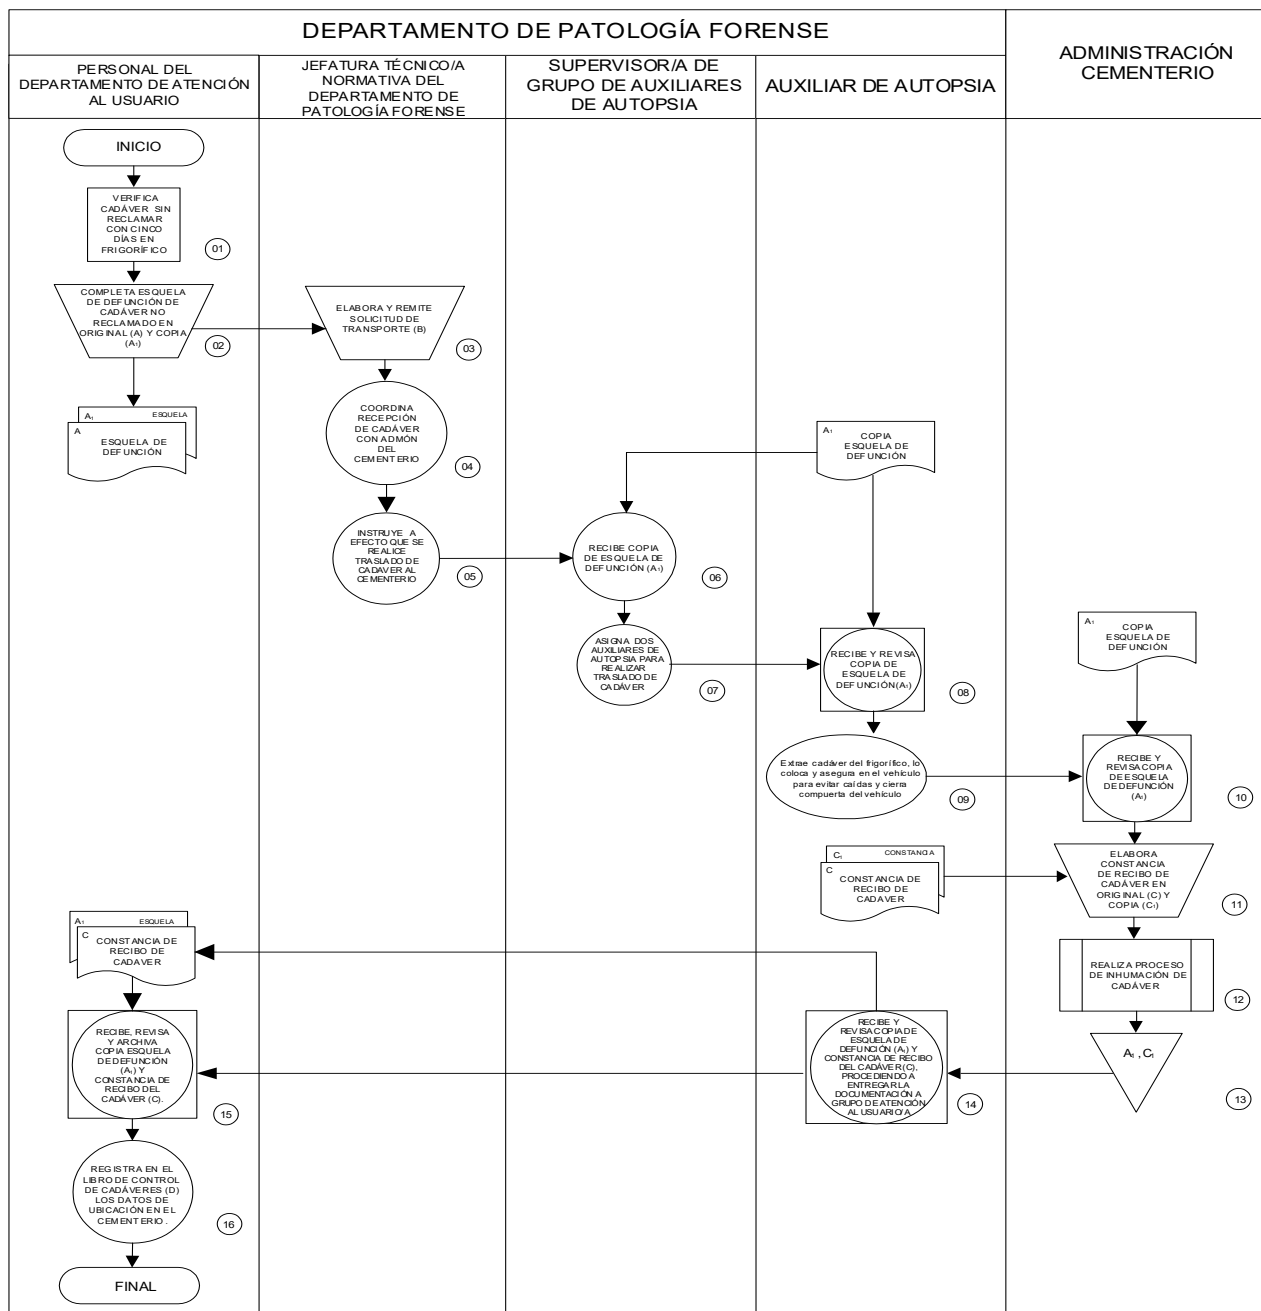 DEPARTAMENTO DE PATOLOGÍA FORENSE
ADMINISTRACIÓN
CEMENTERIO
PERSONAL DEL
DEPARTAMENTO DE ATENCIÓN
AL USUARIO
JEFATURA TÉCNICO/A
NORMATIVA DEL
DEPARTAMENTO DE
PATOLOGÍA FORENSE
SUPERVISOR/A DE
GRUPO DE AUXILIARES
DE AUTOPSIA
AUXILIAR DE AUTOPSIA
INICIO
VERIFICA
CADÁVER SIN
RECLAMAR
CON CINCO
DÍAS EN
FRIGORÍFICO
01
COMPLETA ESQUELA
DE DEFUNCIÓN DE
CADÁVER NO
RECLAMADO EN
ORIGINAL (A) Y COPIA
(A₁)
02
ELABORA Y REMITE
SOLICITUD DE
TRANSPORTE (B)
03
A₁ ESQUELA
A
ESQUELA DE
DEFUNCIÓN
COORDINA
RECEPCIÓN
DE CADÁVER
CON ADMÓN
DEL
CEMENTERIO
04
A₁
COPIA
ESQUELA DE
DEFUNCIÓN
INSTRUYE A
EFECTO QUE SE
REALICE
TRASLADO DE
CADAVER AL
CEMENTERIO
05
RECIBE COPIA
DE ESQUELA DE
DEFUNCIÓN (A₁)
06
ASIGNA DOS
AUXILIARES DE
AUTOPSIA PARA
REALIZAR
TRASLADO DE
CADÁVER
07
RECIBE Y REVISA
COPIA DE
ESQUELA DE
DEFUNCIÓN (A₁)
08
A₁
COPIA
ESQUELA DE
DEFUNCIÓN
Extrae cadáver del frigorífico, lo
coloca y asegura en el vehículo
para evitar caídas y cierra
compuerta del vehículo
09
RECIBE Y
REVISA COPIA
DE ESQUELA
DE DEFUNCIÓN
(A₁)
10
C₁ CONSTANCIA
C
CONSTANCIA DE
RECIBO DE
CADAVER
ELABORA
CONSTANCIA
DE RECIBO DE
CADÁVER EN
ORIGINAL (C) Y
COPIA (C₁)
11
REALIZA PROCESO
DE INHUMACIÓN DE
CADÁVER
12
A₁ ESQUELA
C
CONSTANCIA DE
RECIBO DE
CADAVER
RECIBE, REVISA
Y ARCHIVA
COPIA ESQUELA
DE DEFUNCIÓN
(A₁) Y
CONSTANCIA DE
RECIBO DEL
CADÁVER (C).
15
RECIBE Y
REVISA COPIA DE
ESQUELA DE
DEFUNCIÓN (A₁) Y
CONSTANCIA DE RECIBO
DEL CADÁVER (C),
PROCEDIENDO A
ENTREGAR LA
DOCUMENTACIÓN A
GRUPO DE ATENCIÓN
AL USUARIO/A
14
A₁ , C₁
13
REGISTRA EN EL
LIBRO DE CONTROL
DE CADÁVERES (D)
LOS DATOS DE
UBICACIÓN EN EL
CEMENTERIO.
16
FINAL